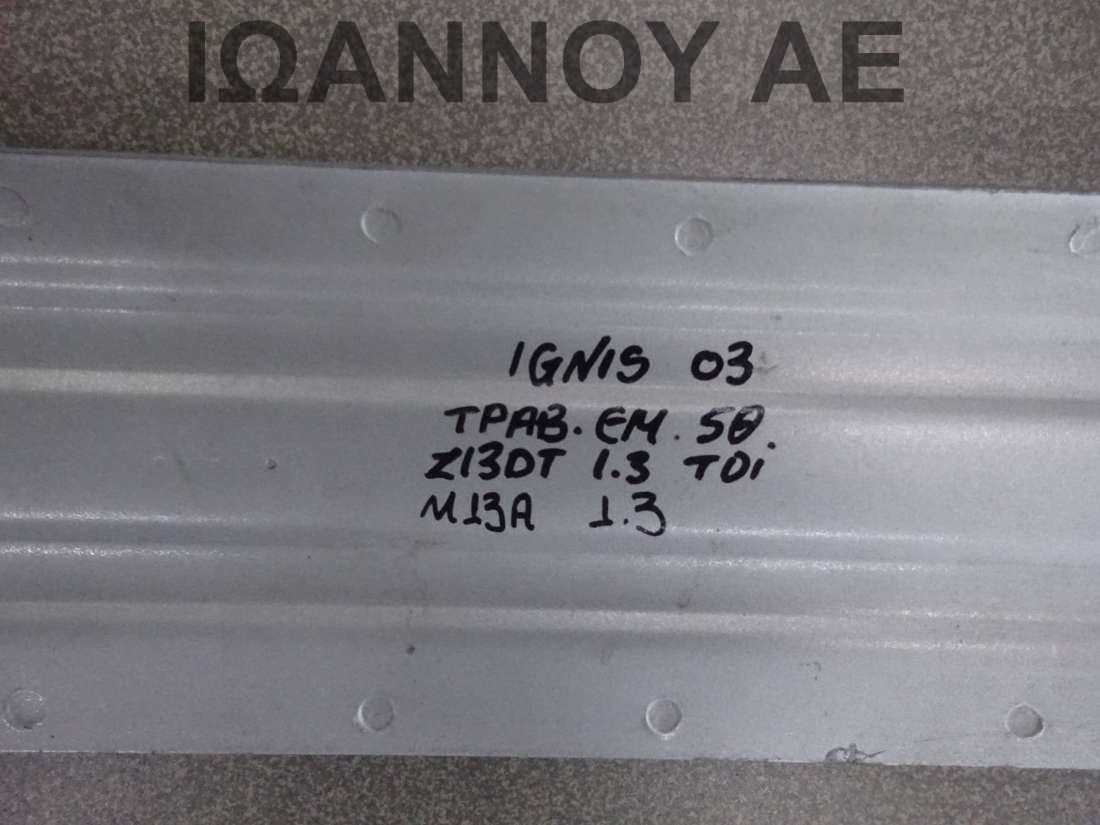 ΙΩΑΝΝΟΥ ΑΕ
IGNIS 03
ΤΡΑΒ. ΕΜ. 5Θ.
Z13DT 1.3 TDi
M13A 1.3